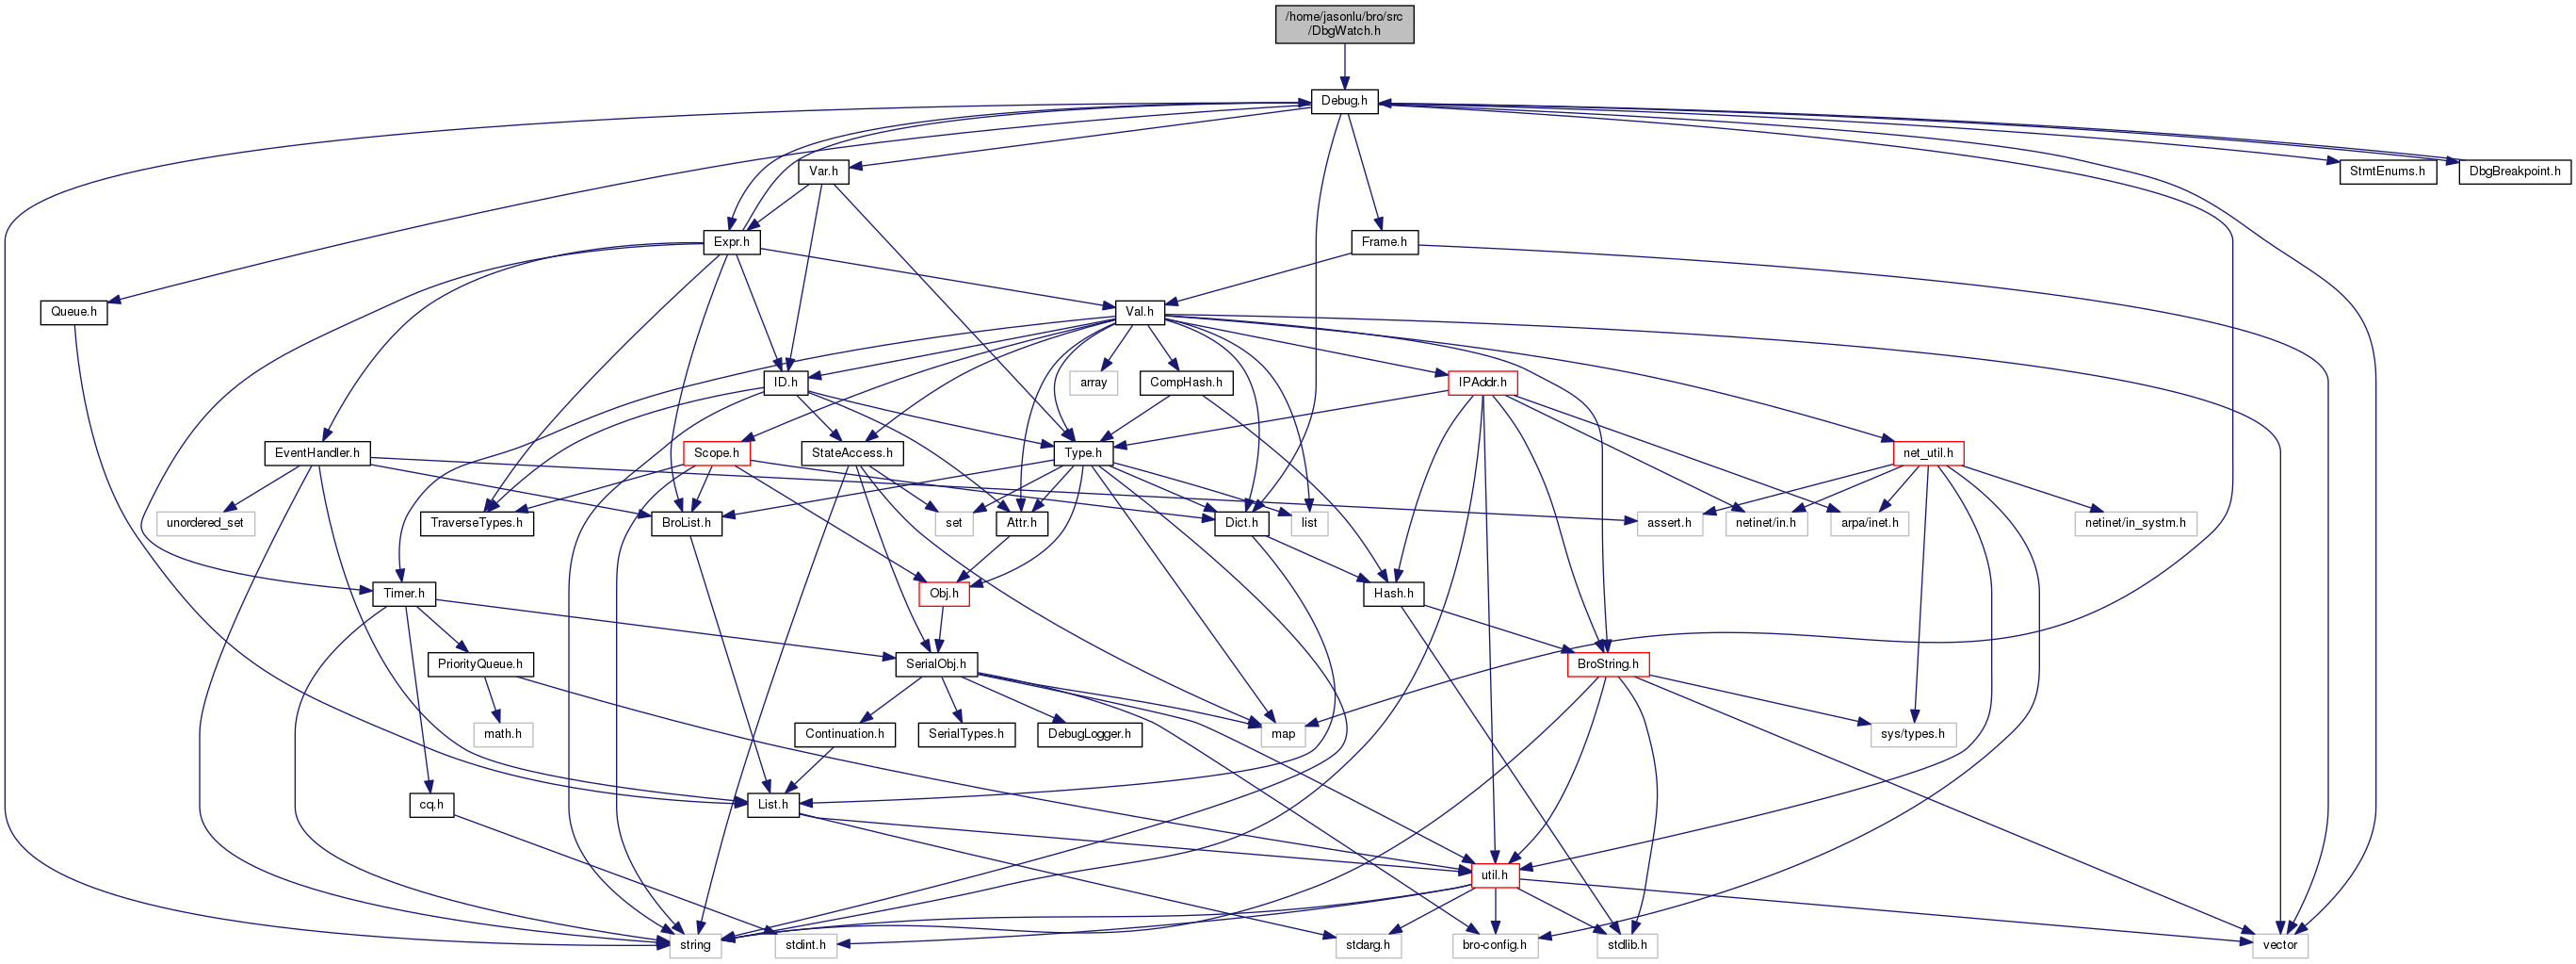 /home/jasonlu/bro/src
/DbgWatch.h
Debug.h
Var.h
StmtEnums.h
DbgBreakpoint.h
Expr.h
Frame.h
Queue.h
Val.h
ID.h
array
CompHash.h
IPAddr.h
EventHandler.h
Scope.h
StateAccess.h
Type.h
net_util.h
unordered_set
TraverseTypes.h
BroList.h
set
Attr.h
Dict.h
list
assert.h
netinet/in.h
arpa/inet.h
netinet/in_systm.h
Timer.h
Obj.h
Hash.h
PriorityQueue.h
SerialObj.h
BroString.h
math.h
Continuation.h
SerialTypes.h
DebugLogger.h
map
sys/types.h
cq.h
List.h
util.h
string
stdint.h
stdarg.h
bro-config.h
stdlib.h
vector